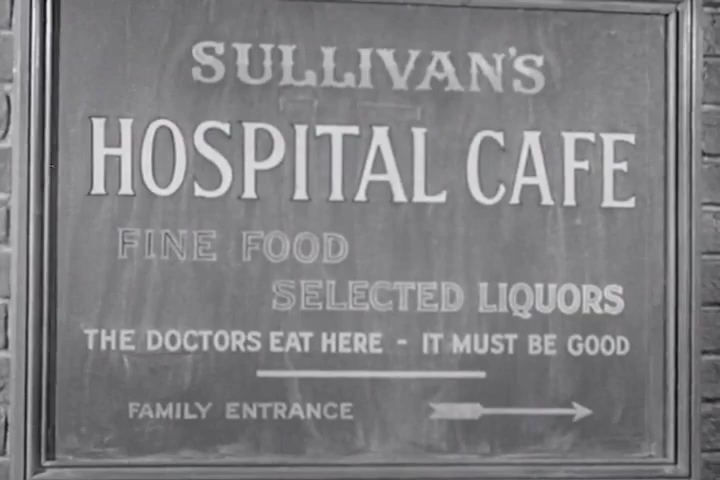 SULLIVAN'S
HOSPITAL CAFE
FINE FOOD
SELECTED LIQUORS
THE DOCTORS EAT HERE - IT MUST BE GOOD
FAMILY ENTRANCE